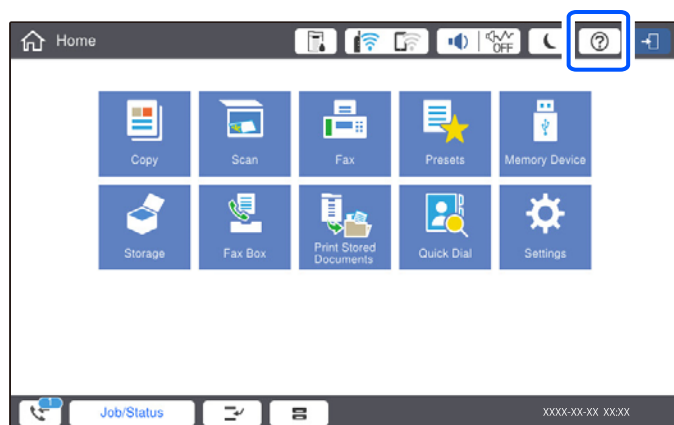 Home
OFF
?
Copy
Scan
Fax
Presets
Memory Device
Storage
Fax Box
Print Stored
Documents
Quick Dial
Settings
1
Job/Status
XXXX-XX-XX XX:XX